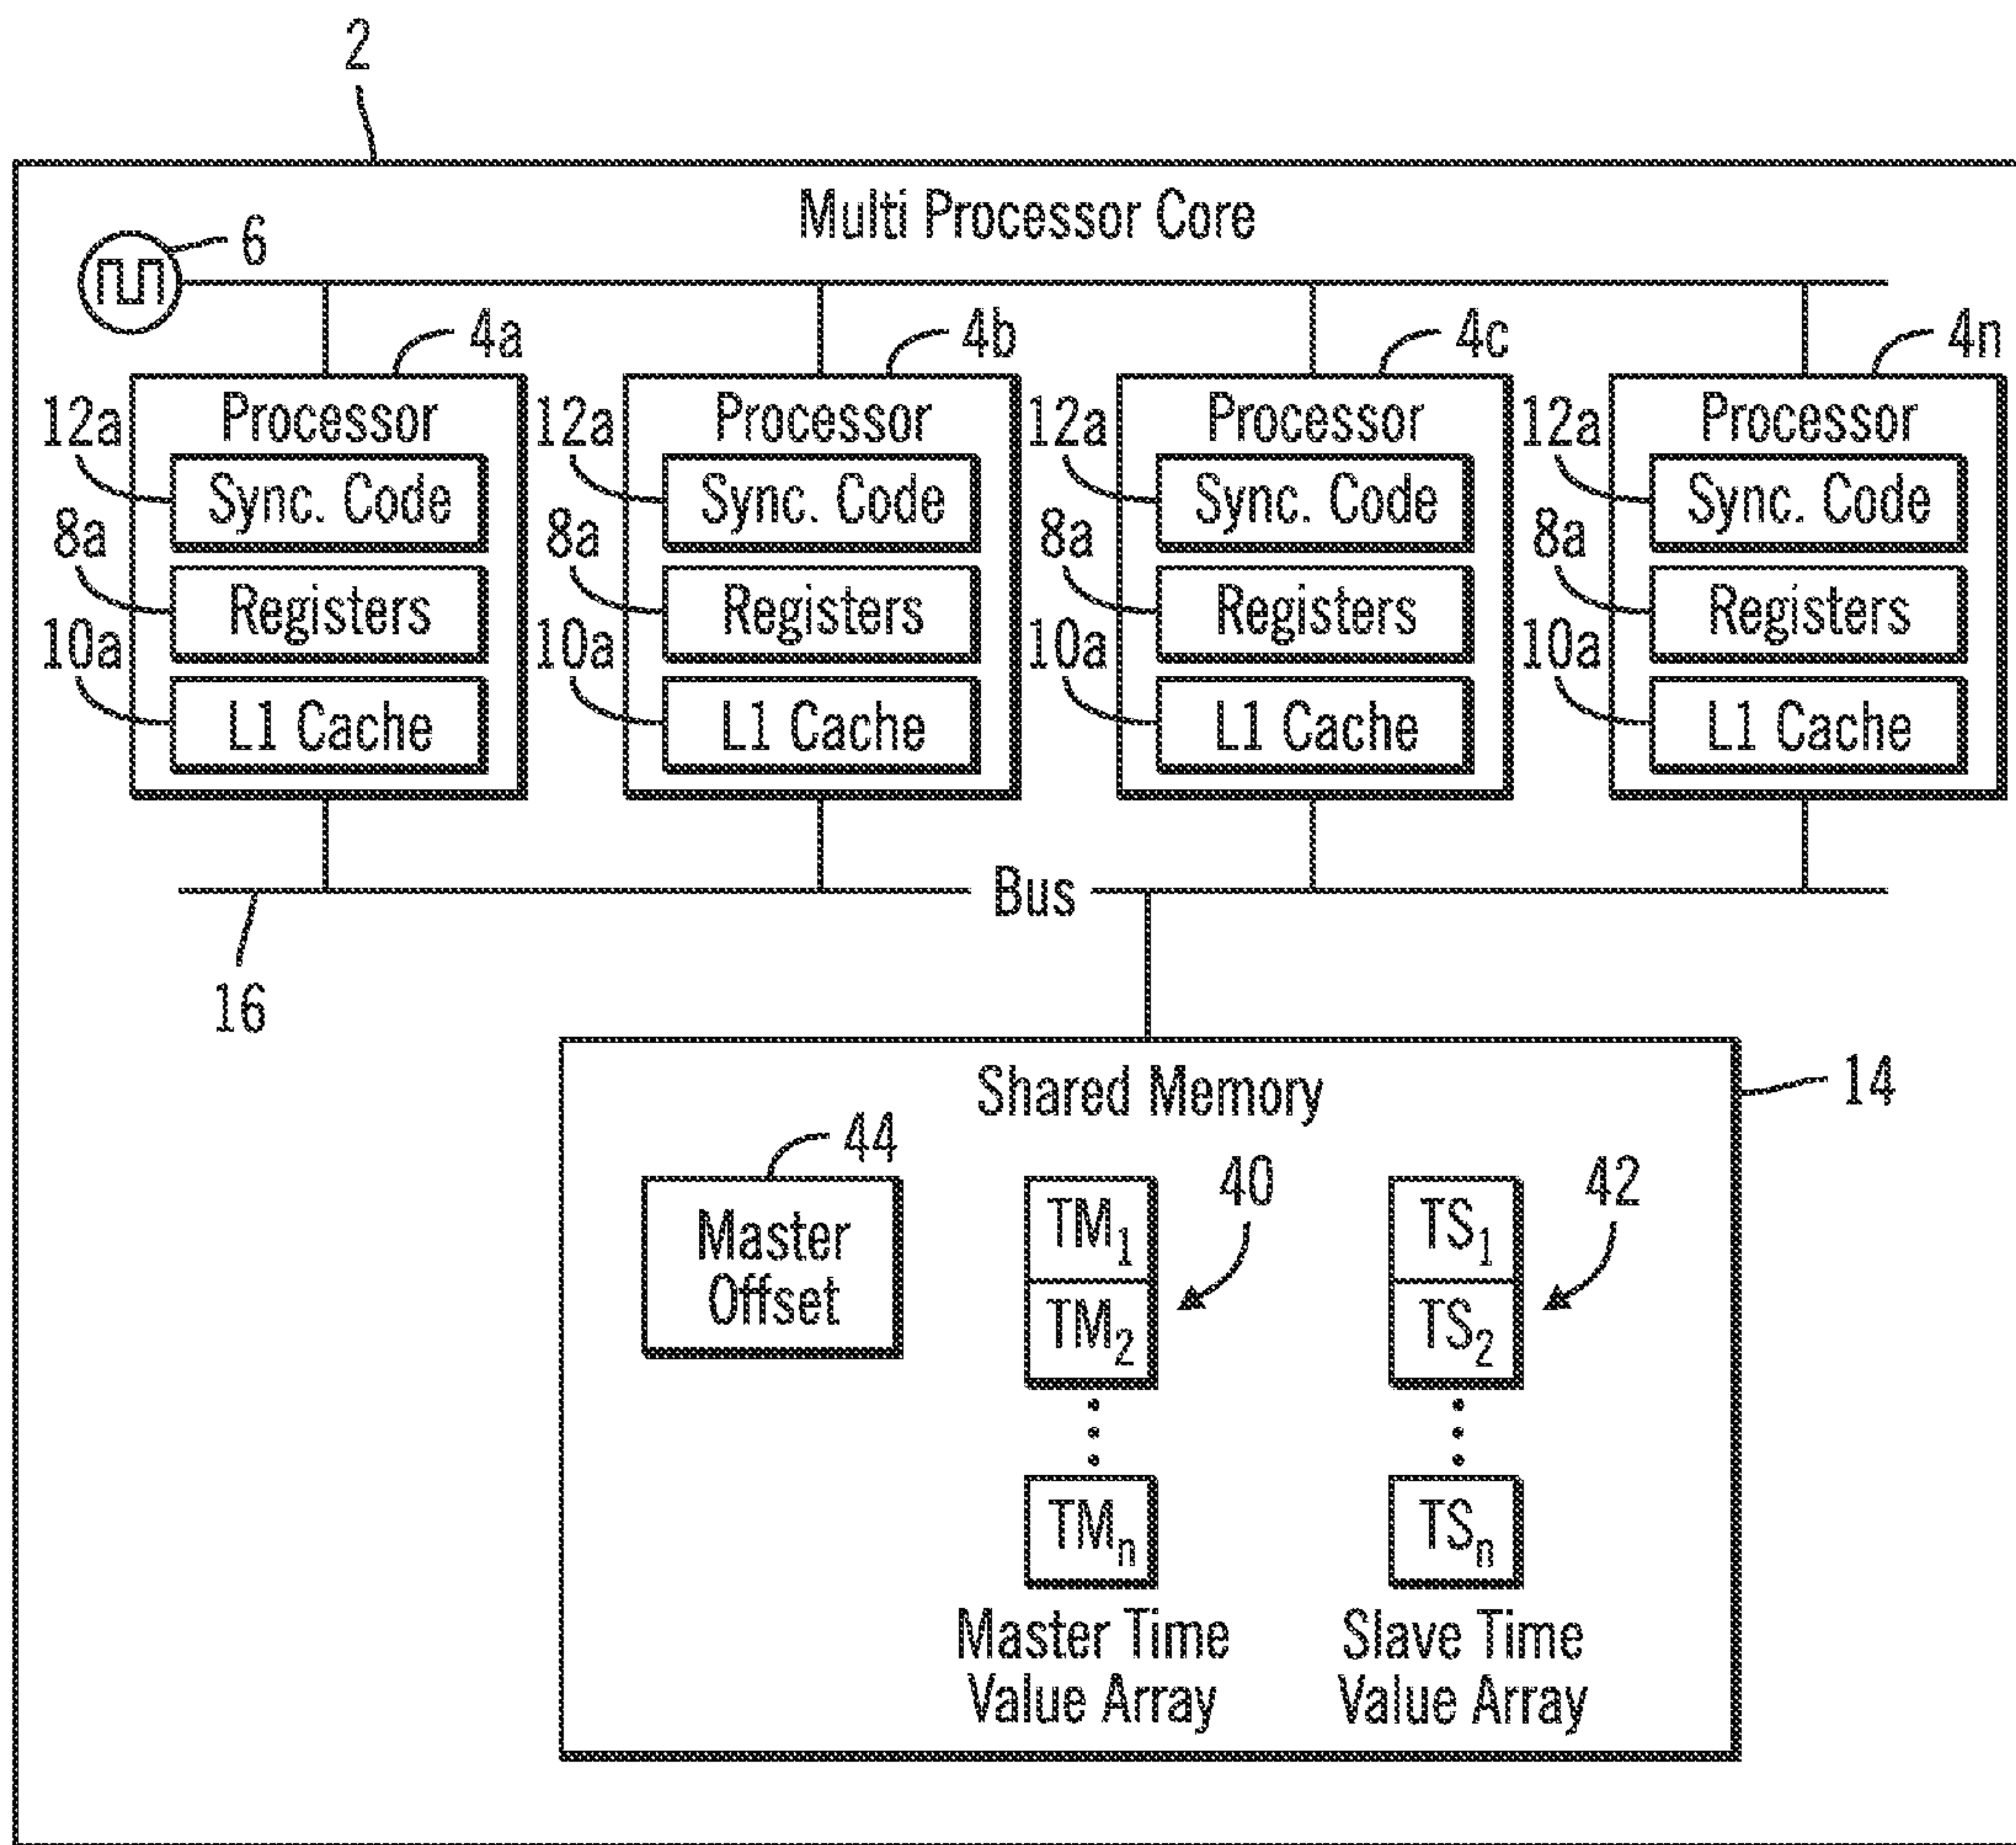 2
Multi Processor Core
6
4a
4b
4c
4n
12a
Processor
Sync. Code
8a
Registers
10a
L1 Cache
12a
Processor
Sync. Code
8a
Registers
10a
L1 Cache
12a
Processor
Sync. Code
8a
Registers
10a
L1 Cache
12a
Processor
Sync. Code
8a
Registers
10a
L1 Cache
Bus
16
Shared Memory
14
44
Master
Offset
40
TM₁
TM₂
TMₙ
Master Time
Value Array
42
TS₁
TS₂
TSₙ
Slave Time
Value Array